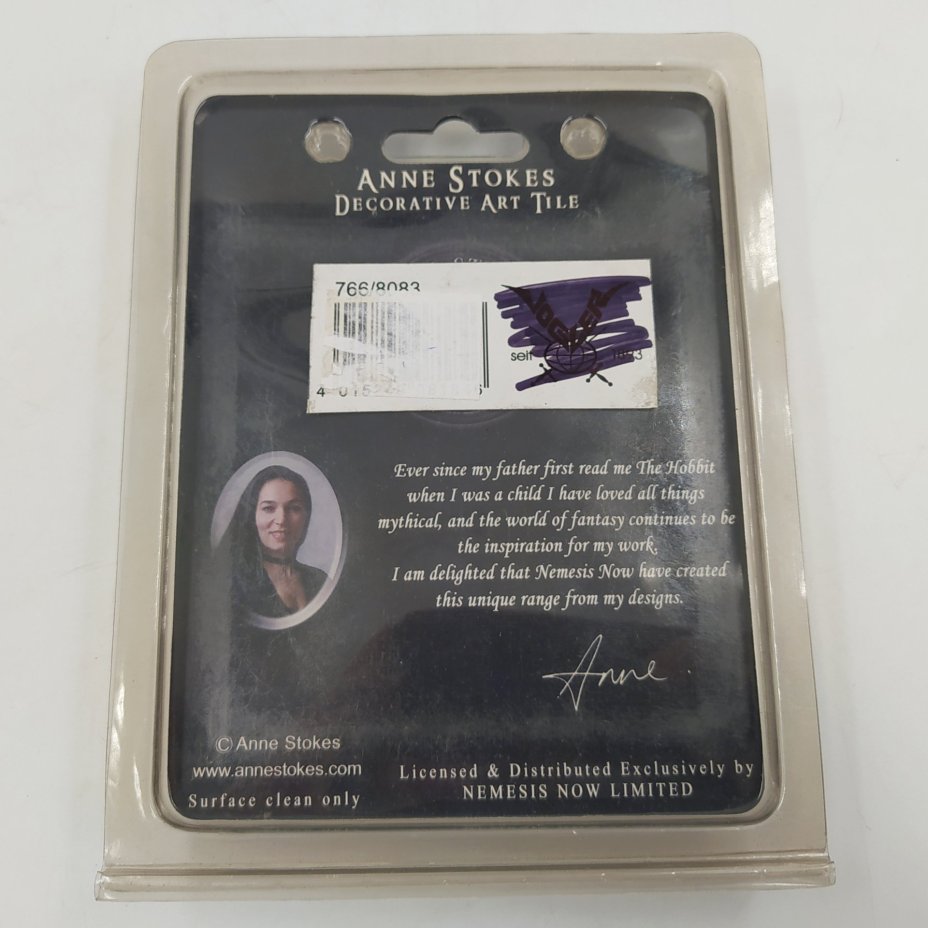 ANNE STOKES
DECORATIVE ART TILE
766/8083
VOGLER
Ever since my father first read me The Hobbit
when I was a child I have loved all things
mythical, and the world of fantasy continues to be
the inspiration for my work.
I am delighted that Nemesis Now have created
this unique range from my designs.
Anne.
© Anne Stokes
www.annestokes.com
Surface clean only
Licensed & Distributed Exclusively by
NEMESIS NOW LIMITED